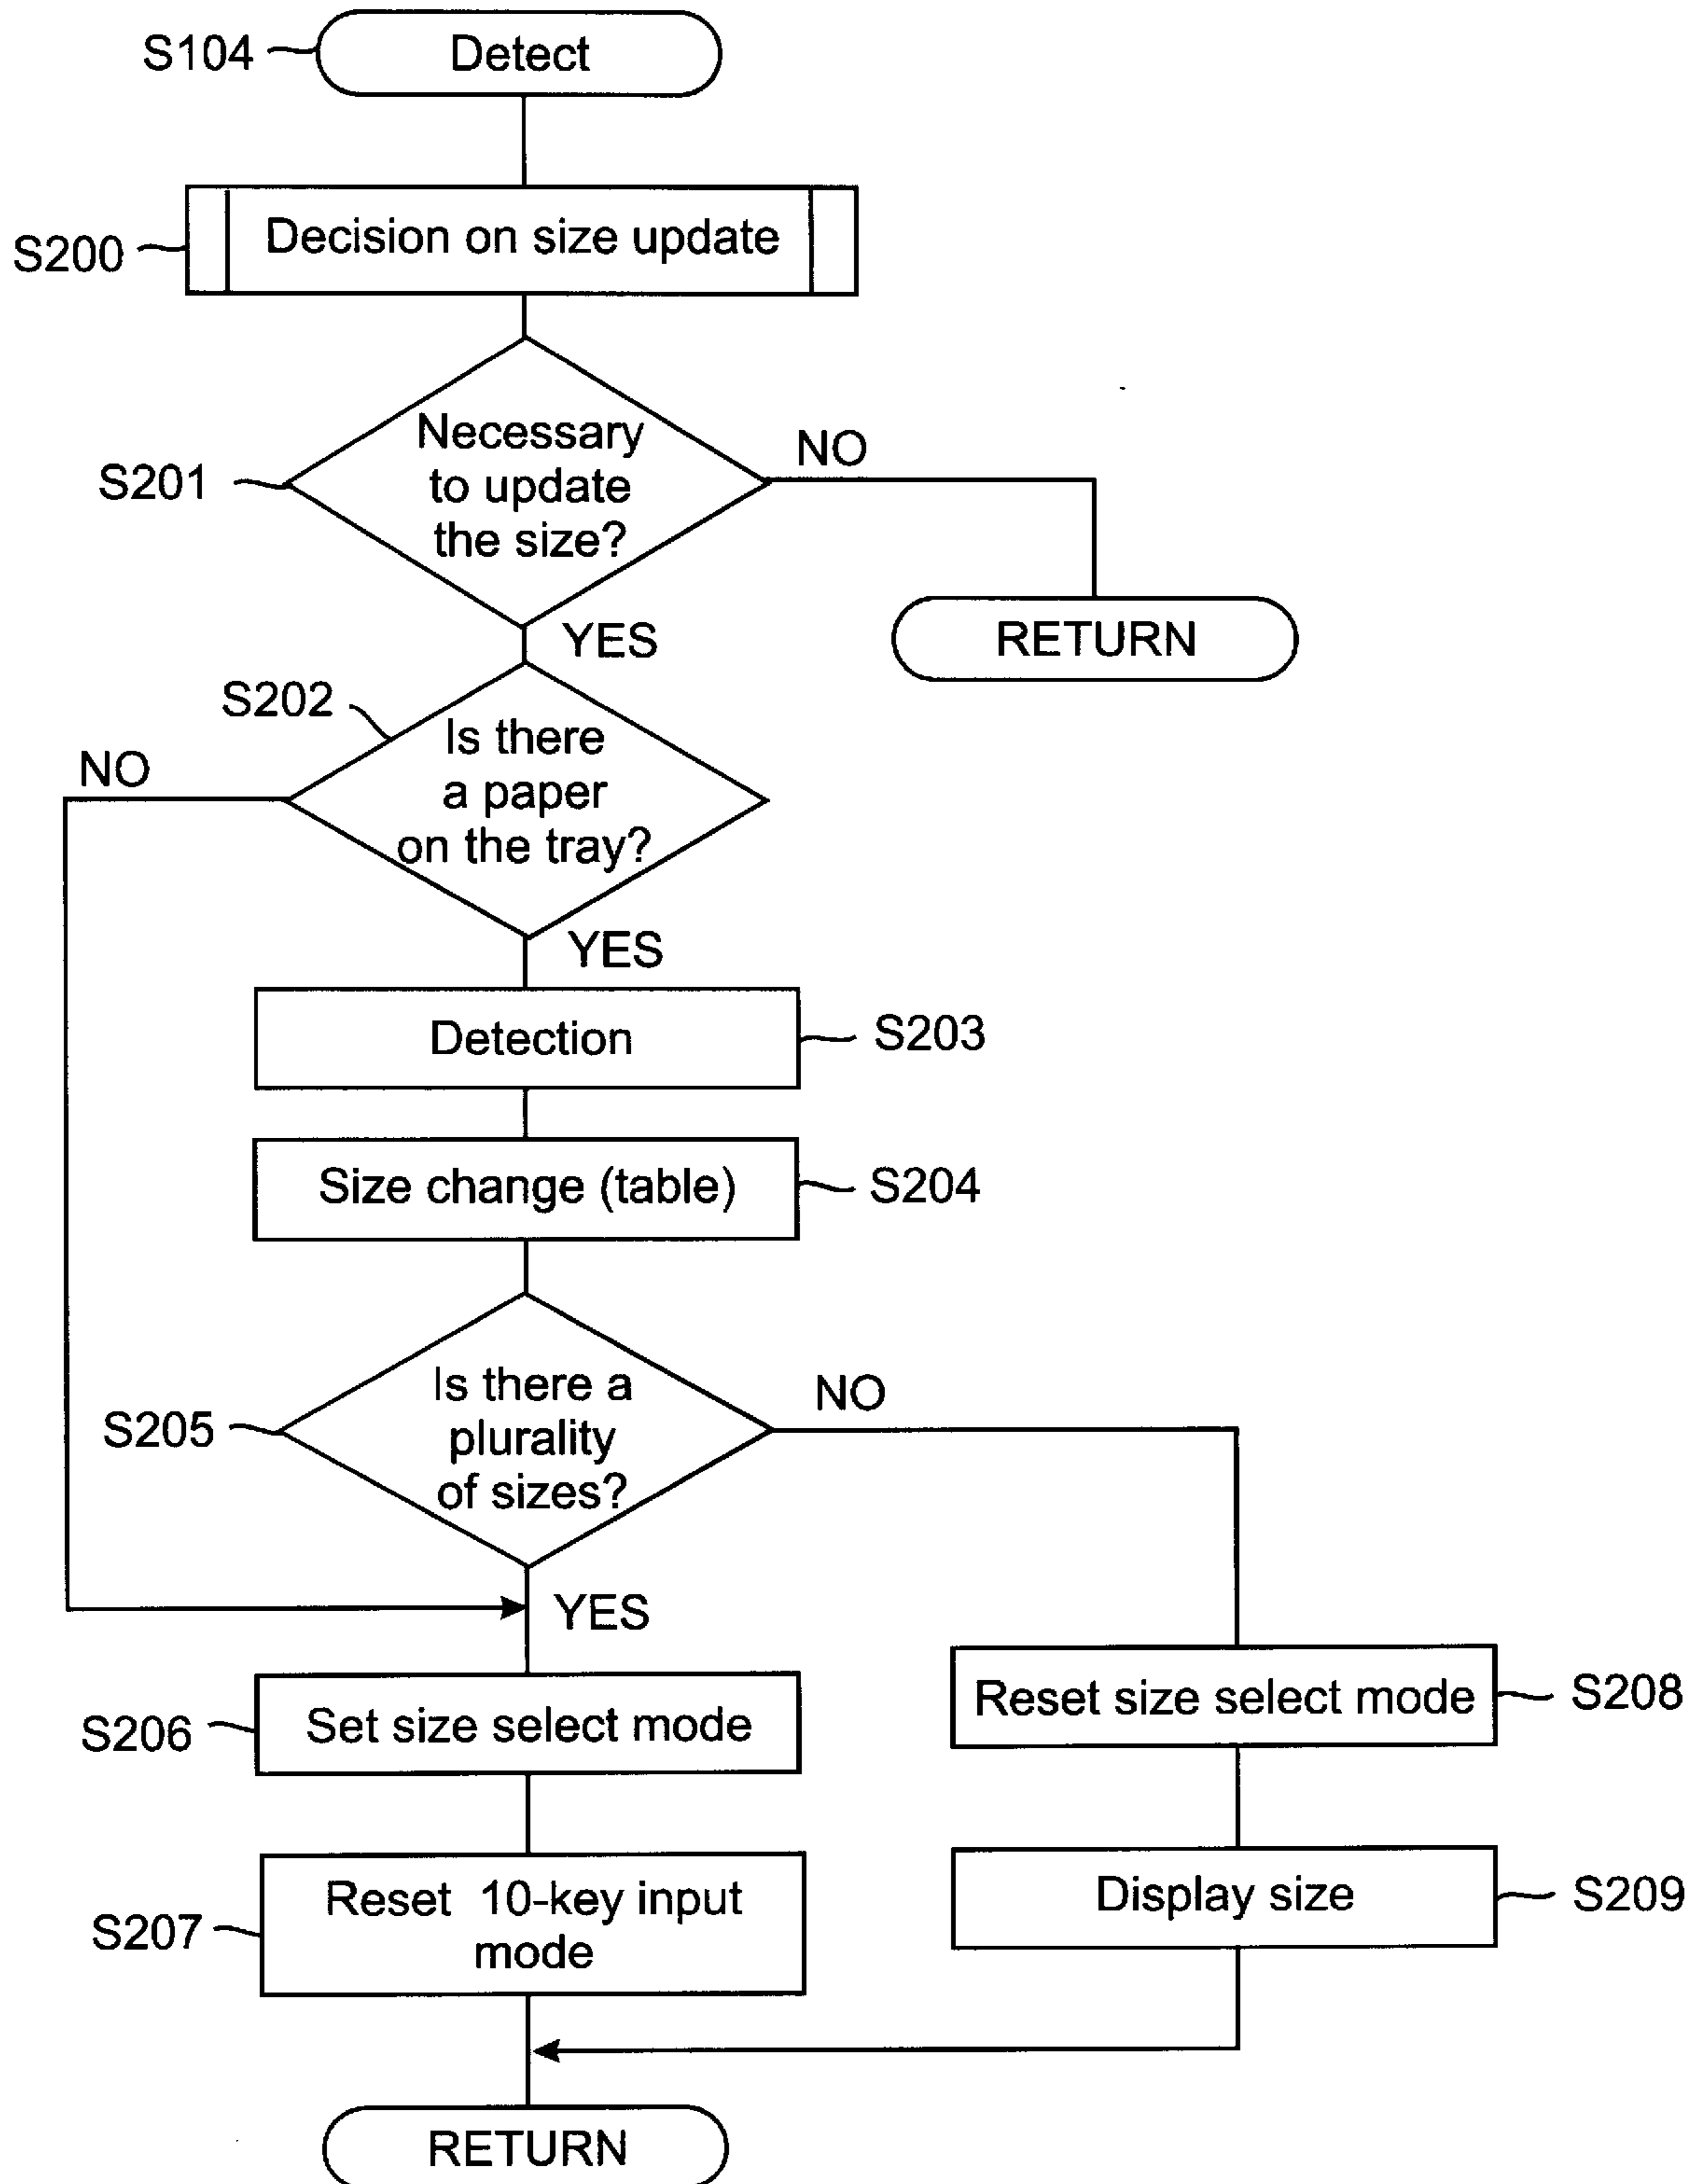 S104
Detect
S200
Decision on size update
S201
Necessary
to update
the size?
NO
RETURN
YES
S202
Is there
a paper
on the tray?
NO
YES
Detection
S203
Size change (table)
S204
S205
Is there a
plurality
of sizes?
NO
YES
S206
Set size select mode
Reset size select mode
S208
S207
Reset 10-key input
mode
Display size
S209
RETURN